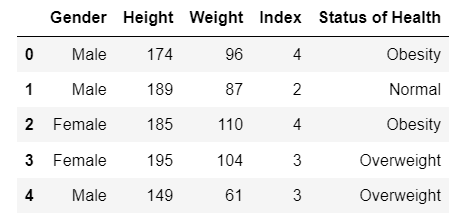 Gender Height Weight Index Status of Health
0 Male 174 96 4 Obesity
1 Male 189 87 2 Normal
2 Female 185 110 4 Obesity
3 Female 195 104 3 Overweight
4 Male 149 61 3 Overweight